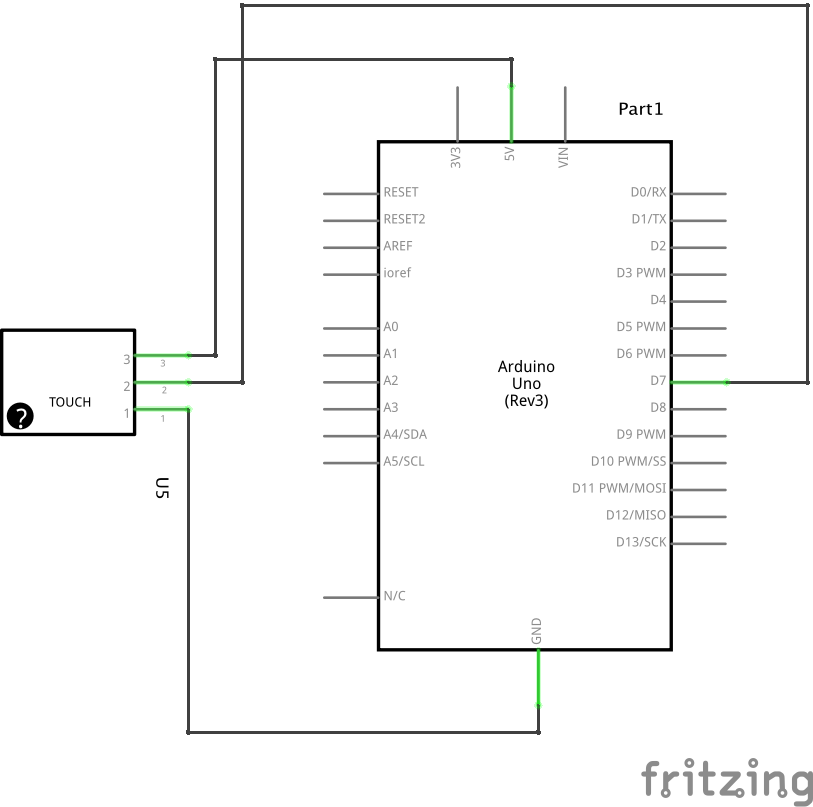 Part1
3V3
5V
VIN
RESET
RESET2
AREF
ioref
A0
A1
A2
A3
A4/SDA
A5/SCL
N/C
Arduino
Uno
(Rev3)
D0/RX
D1/TX
D2
D3 PWM
D4
D5 PWM
D6 PWM
D7
D8
D9 PWM
D10 PWM/SS
D11 PWM/MOSI
D12/MISO
D13/SCK
GND
3 3
2 2
1 1
TOUCH
?
U5
fritzing